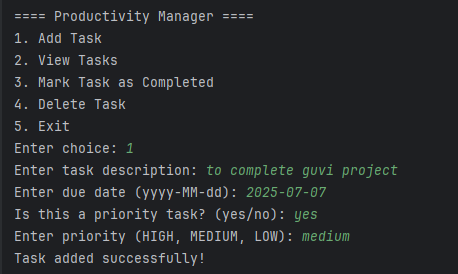 ==== Productivity Manager ====
1. Add Task
2. View Tasks
3. Mark Task as Completed
4. Delete Task
5. Exit
Enter choice: 1
Enter task description: to complete guvi project
Enter due date (yyyy-MM-dd): 2025-07-07
Is this a priority task? (yes/no): yes
Enter priority (HIGH, MEDIUM, LOW): medium
Task added successfully!